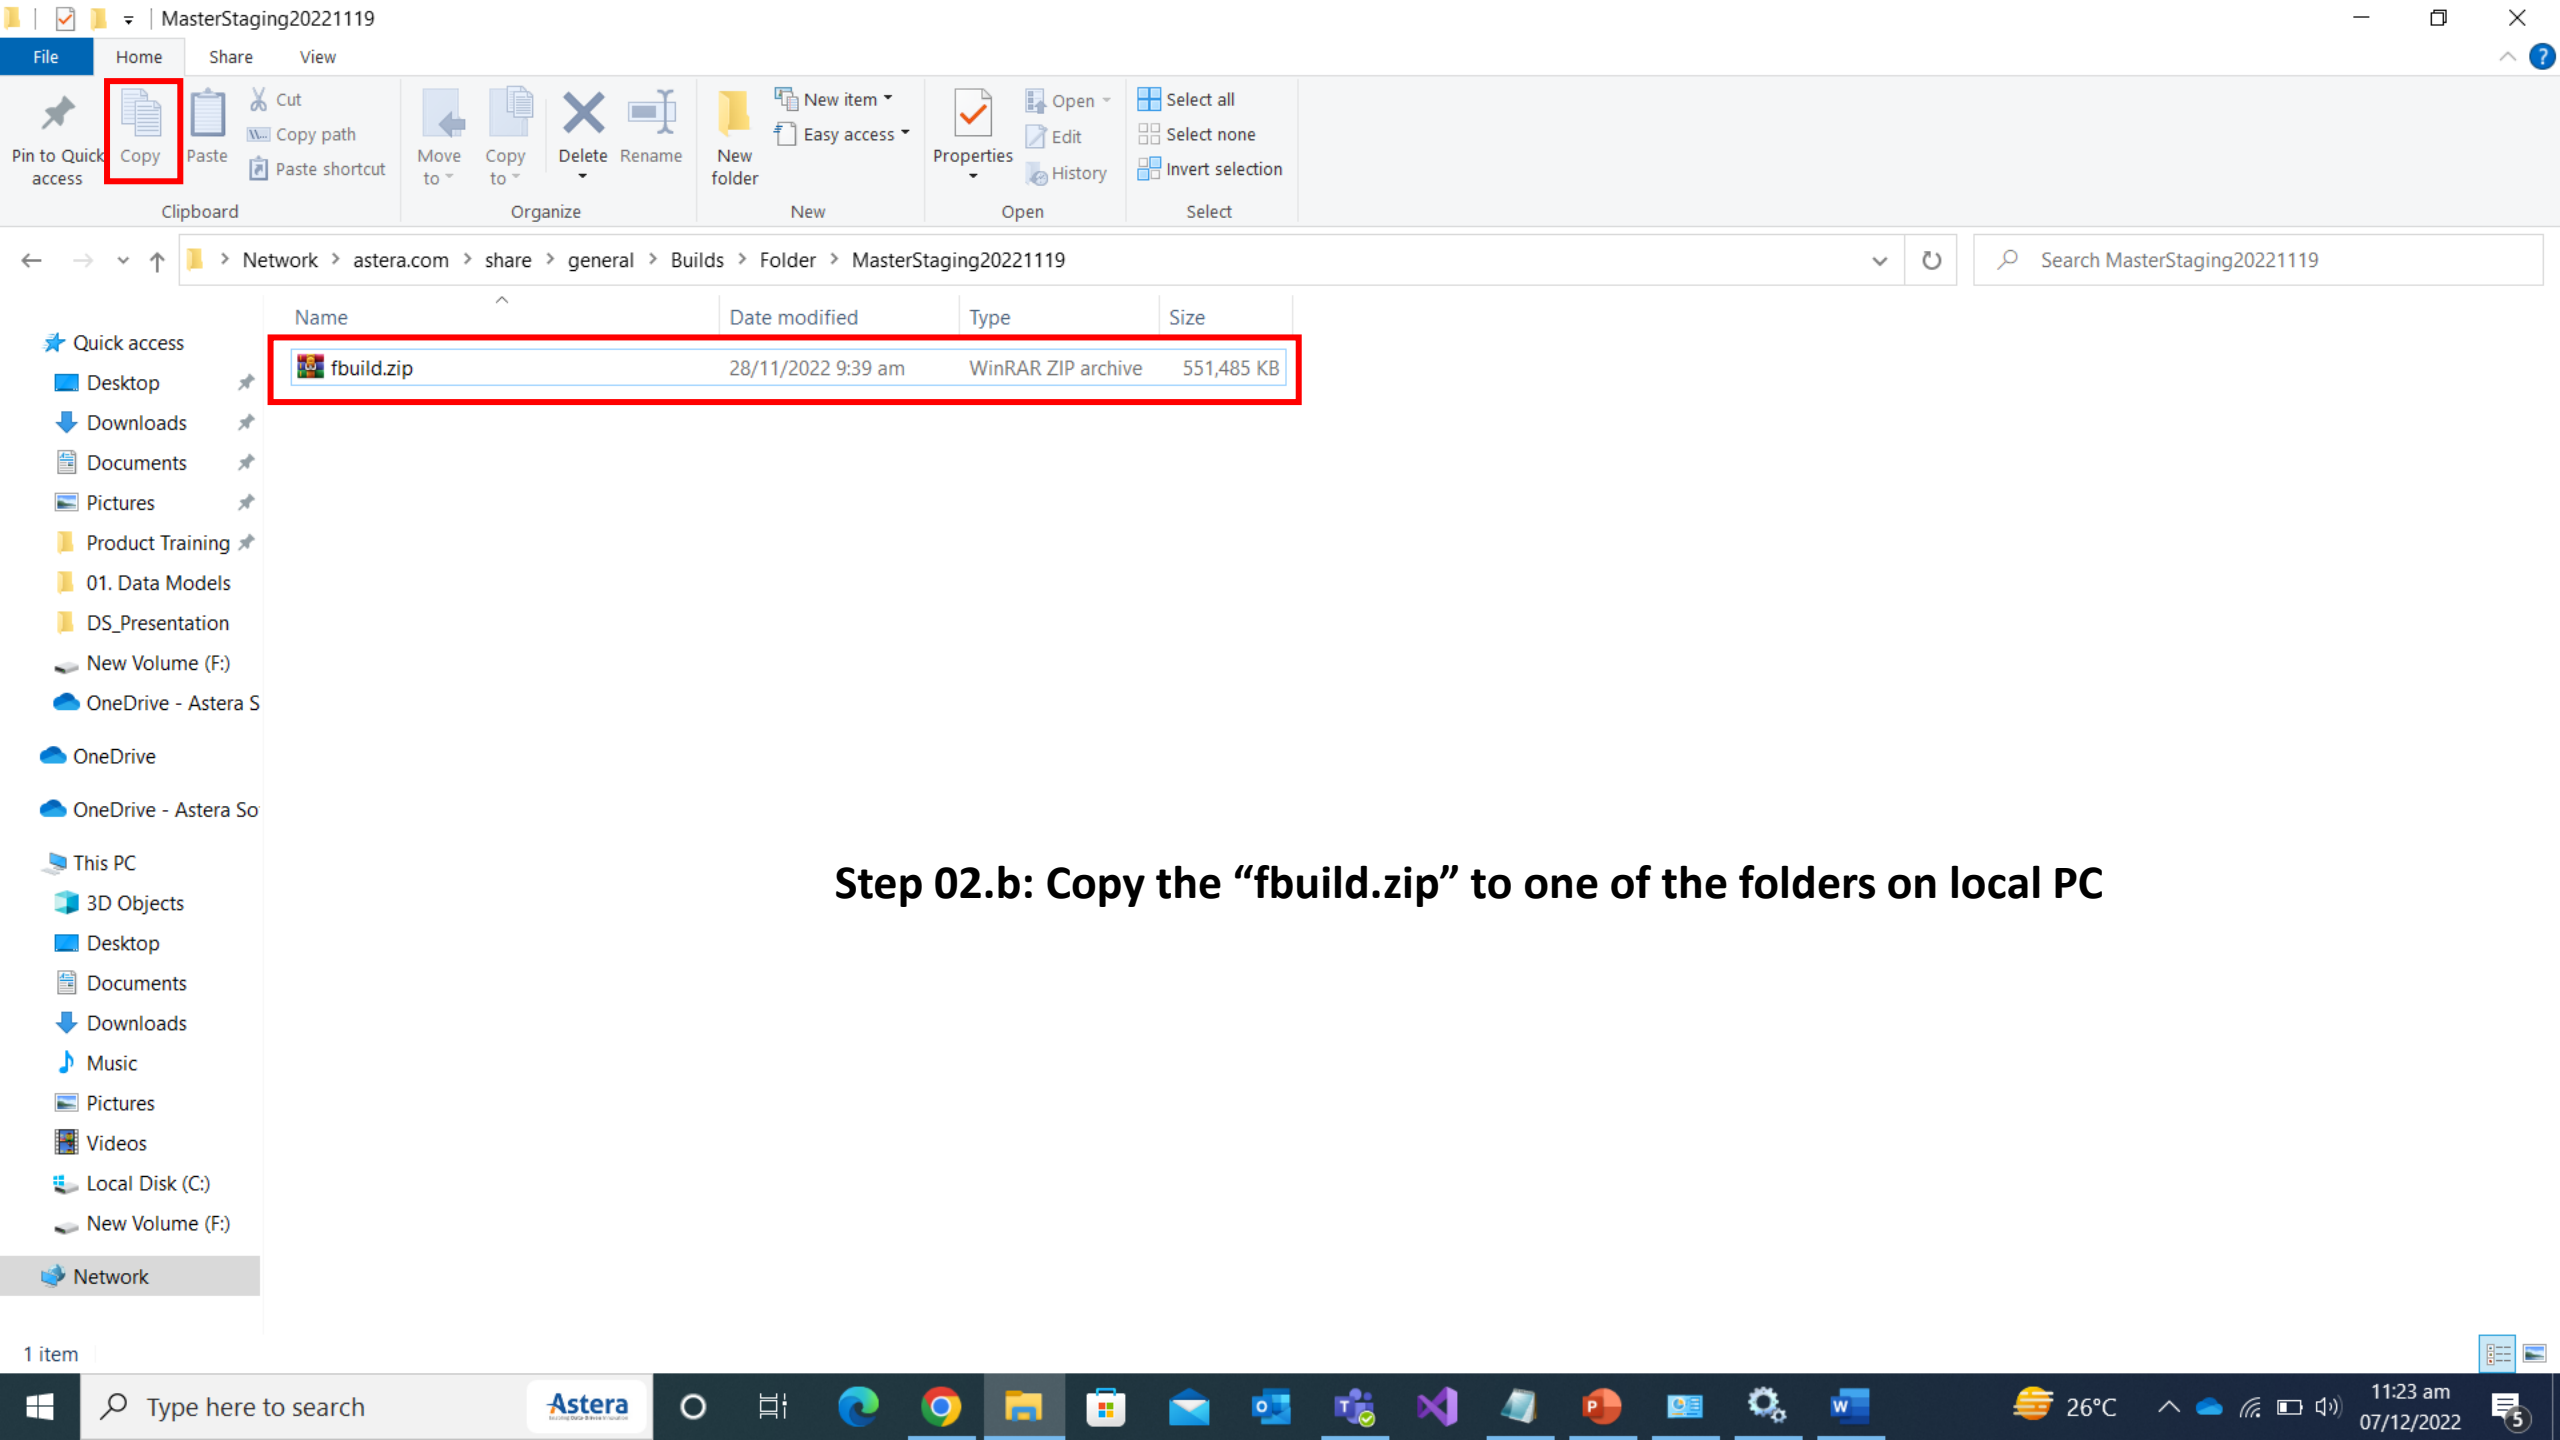 MasterStaging20221119
File Home Share View
Pin to Quick access
Copy
Paste
Cut
Copy path
Paste shortcut
Move to
Copy to
Delete
Rename
New folder
New item
Easy access
Properties
Open
Edit
History
Select all
Select none
Invert selection
Clipboard Organize New Open Select
Network > astera.com > share > general > Builds > Folder > MasterStaging20221119
Search MasterStaging20221119
Name Date modified Type Size
fbuild.zip 28/11/2022 9:39 am WinRAR ZIP archive 551,485 KB
Quick access
Desktop
Downloads
Documents
Pictures
Product Training
01. Data Models
DS_Presentation
New Volume (F:)
OneDrive - Astera S
OneDrive
OneDrive - Astera So
This PC
3D Objects
Desktop
Documents
Downloads
Music
Pictures
Videos
Local Disk (C:)
New Volume (F:)
Network
Step 02.b: Copy the “fbuild.zip” to one of the folders on local PC
1 item
Type here to search
Astera
26°C
11:23 am
07/12/2022
5